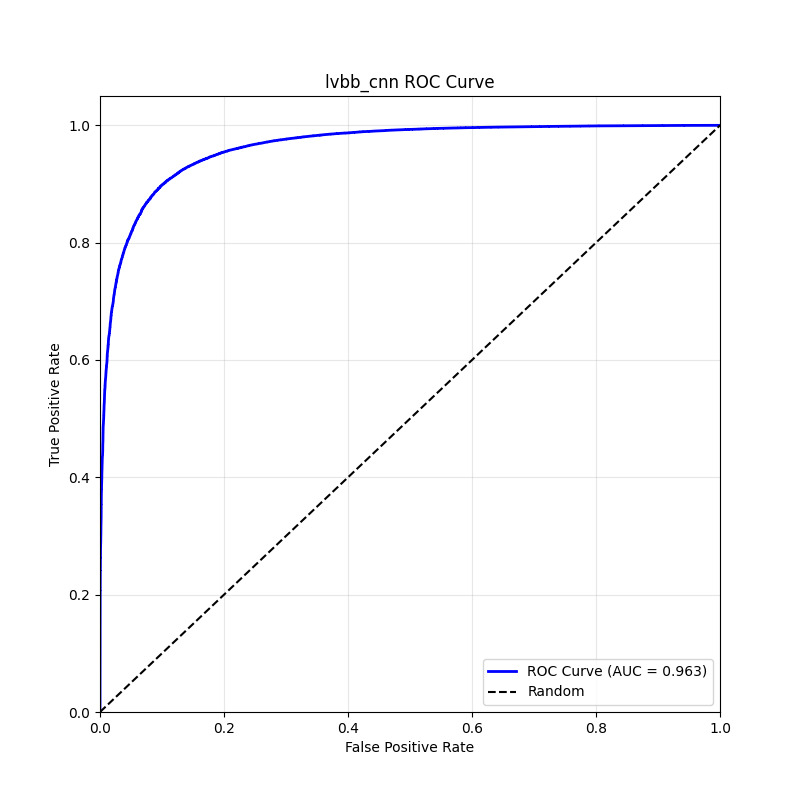 lvbb_cnn ROC Curve
True Positive Rate
1.0
0.8
0.6
0.4
0.2
0.0
ROC Curve (AUC = 0.963)
Random
0.0 0.2 0.4 0.6 0.8 1.0
False Positive Rate